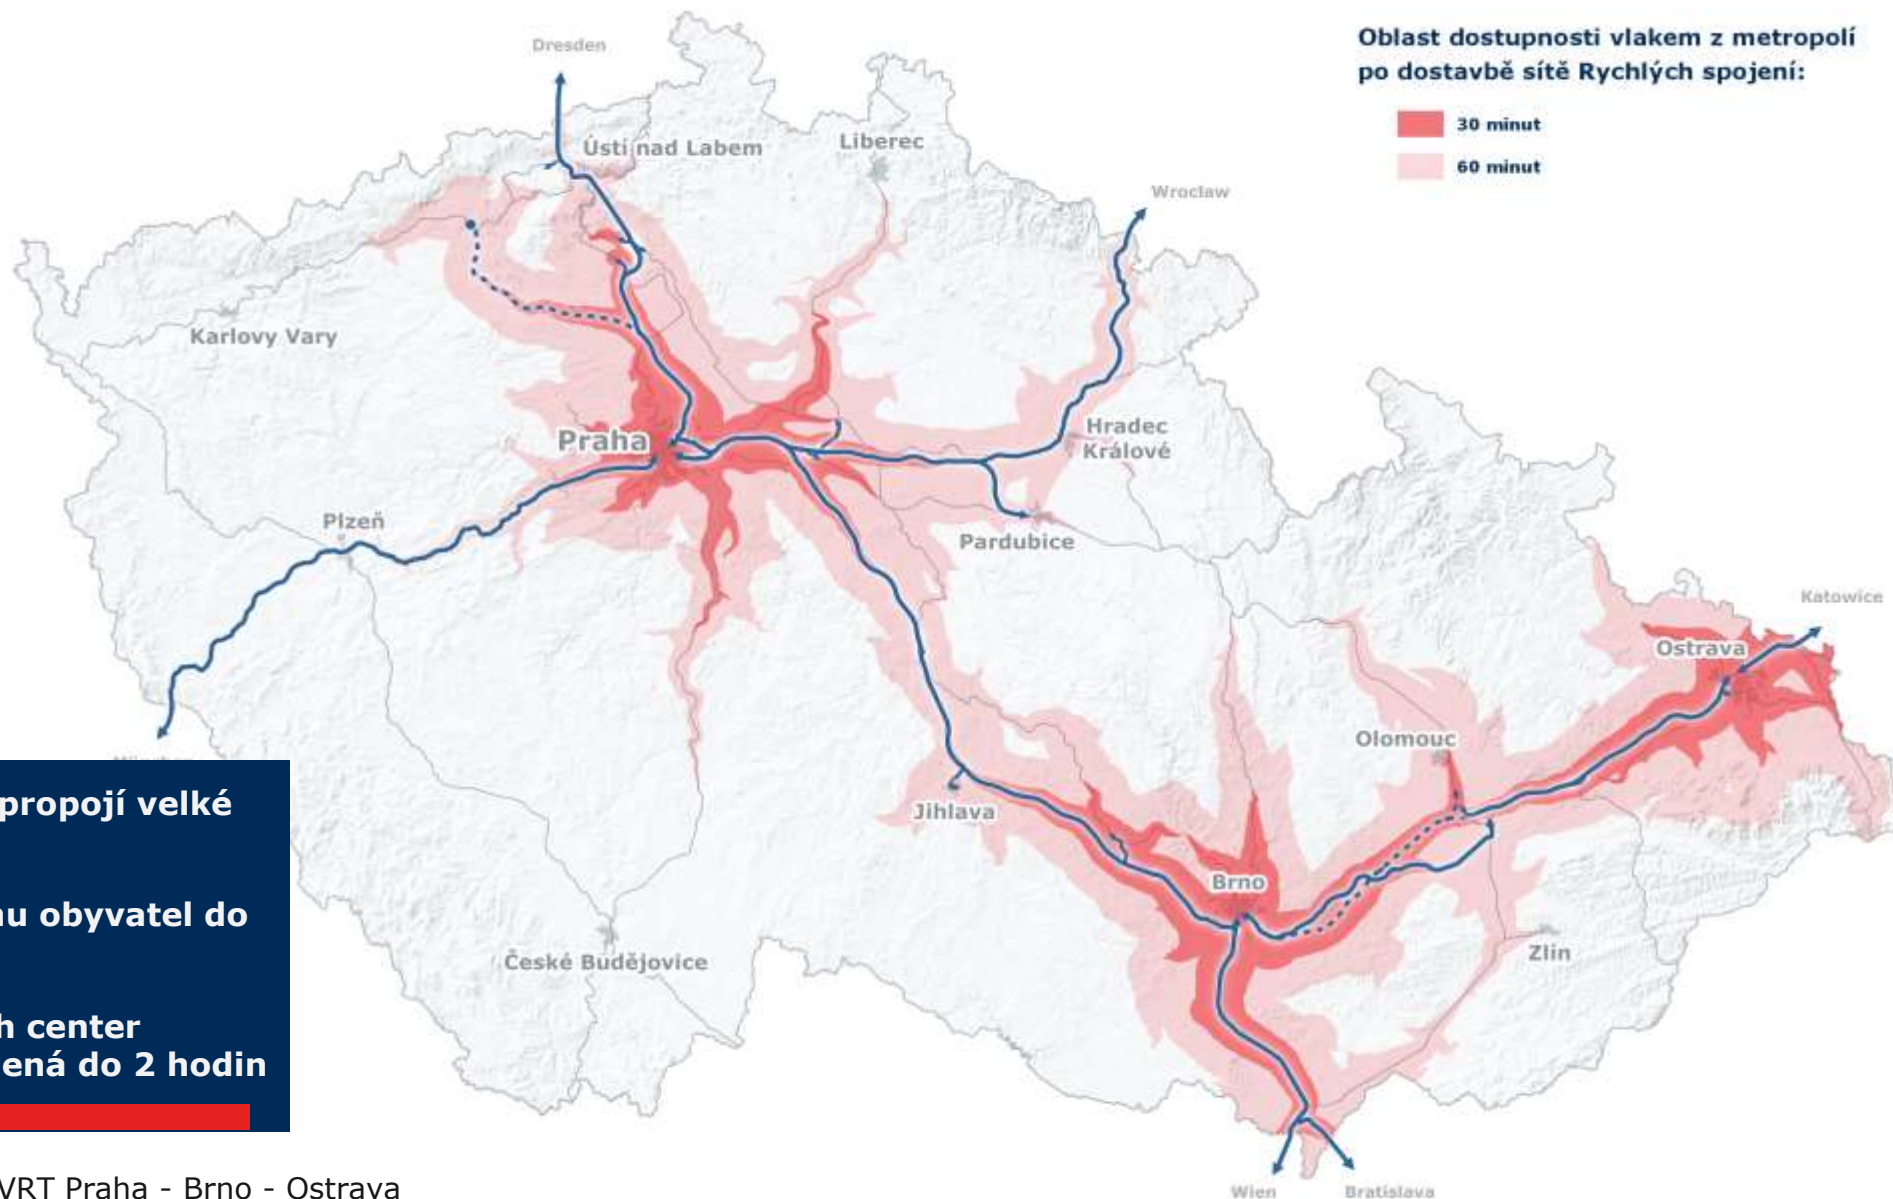 Oblast dostupnosti vlakem z metropolí
po dostavbě sítě Rychlých spojení:
30 minut
60 minut
Dresden
Ústí nad Labem
Liberec
Wroclaw
Karlovy Vary
Praha
Hradec
Králové
Plzeň
Pardubice
Katowice
Ostrava
Olomouc
Jihlava
Brno
Zlín
České Budějovice
propojí velké
nu obyvatel do
h center
ená do 2 hodin
VRT Praha - Brno - Ostrava
Wien
Bratislava